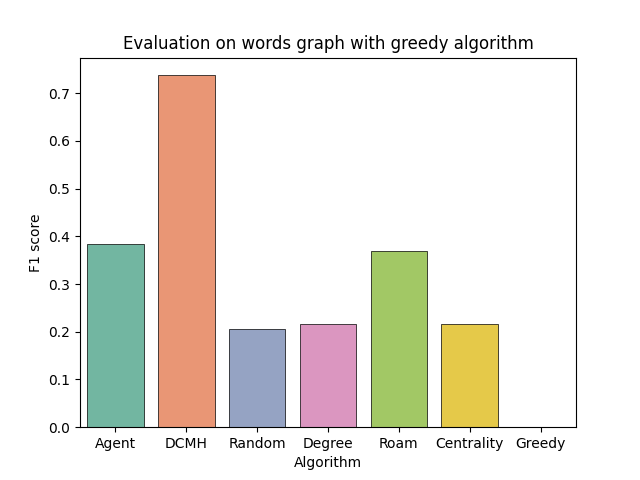 Evaluation on words graph with greedy algorithm
F1 score
0.7
0.6
0.5
0.4
0.3
0.2
0.1
0.0
Agent DCMH Random Degree Roam Centrality Greedy
Algorithm